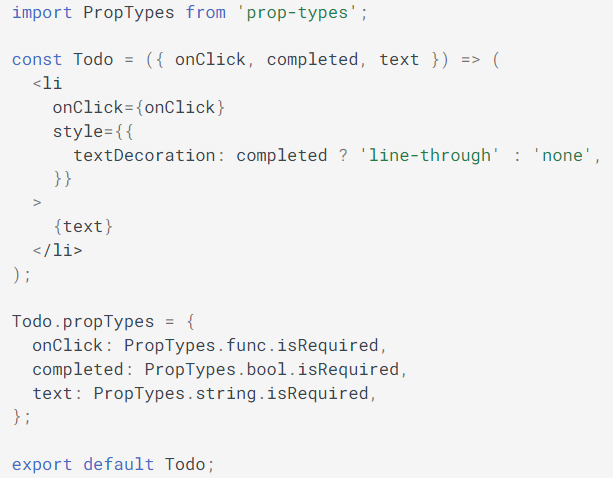 import PropTypes from 'prop-types';

const Todo = ({ onClick, completed, text }) => (
  <li
    onClick={onClick}
    style={{
      textDecoration: completed ? 'line-through' : 'none',
    }}
  >
    {text}
  </li>
);

Todo.propTypes = {
  onClick: PropTypes.func.isRequired,
  completed: PropTypes.bool.isRequired,
  text: PropTypes.string.isRequired,
};

export default Todo;